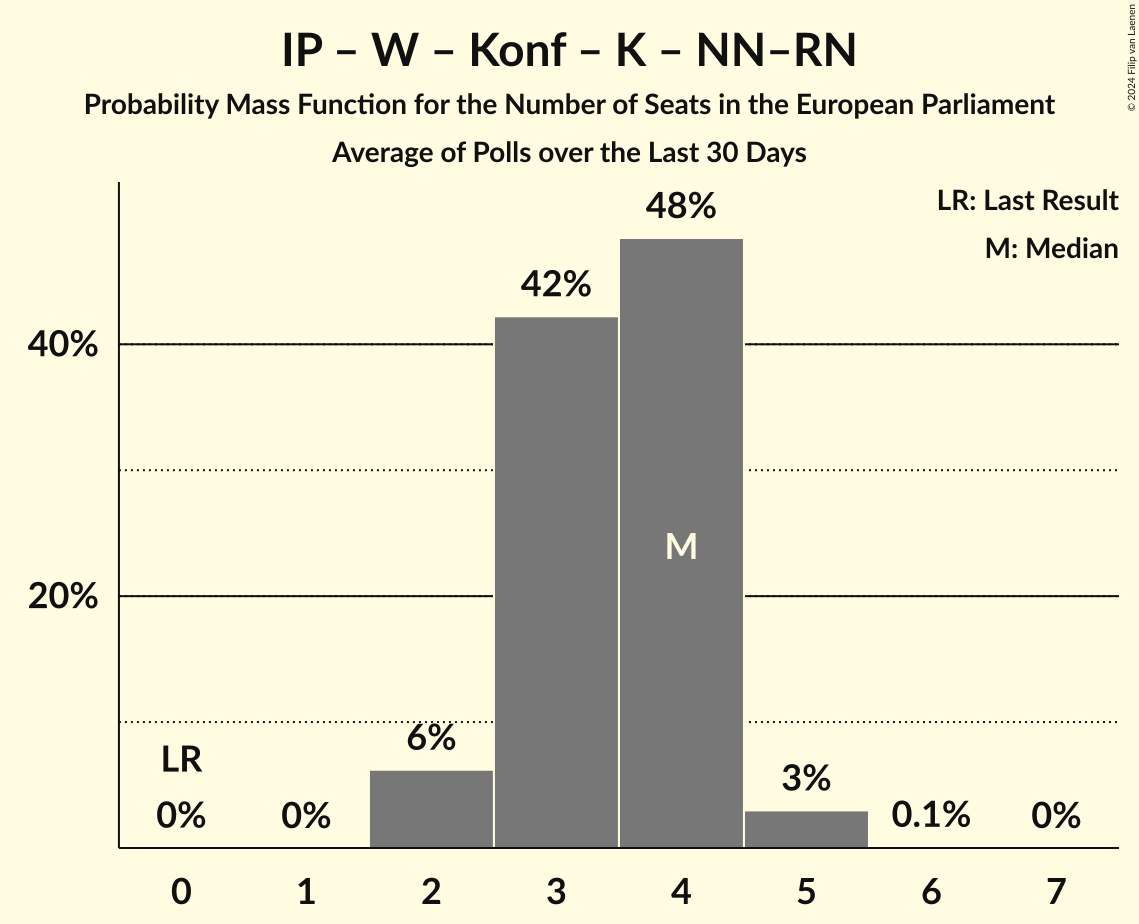 IP – W – Konf – K – NN–RN
Probability Mass Function for the Number of Seats in the European Parliament
Average of Polls over the Last 30 Days
© 2024 Filip van Laenen
LR: Last Result
M: Median
48%
42%
40%
M
20%
6%
LR
3%
0%
0%
0.1%
0%
0
1
2
3
4
5
6
7